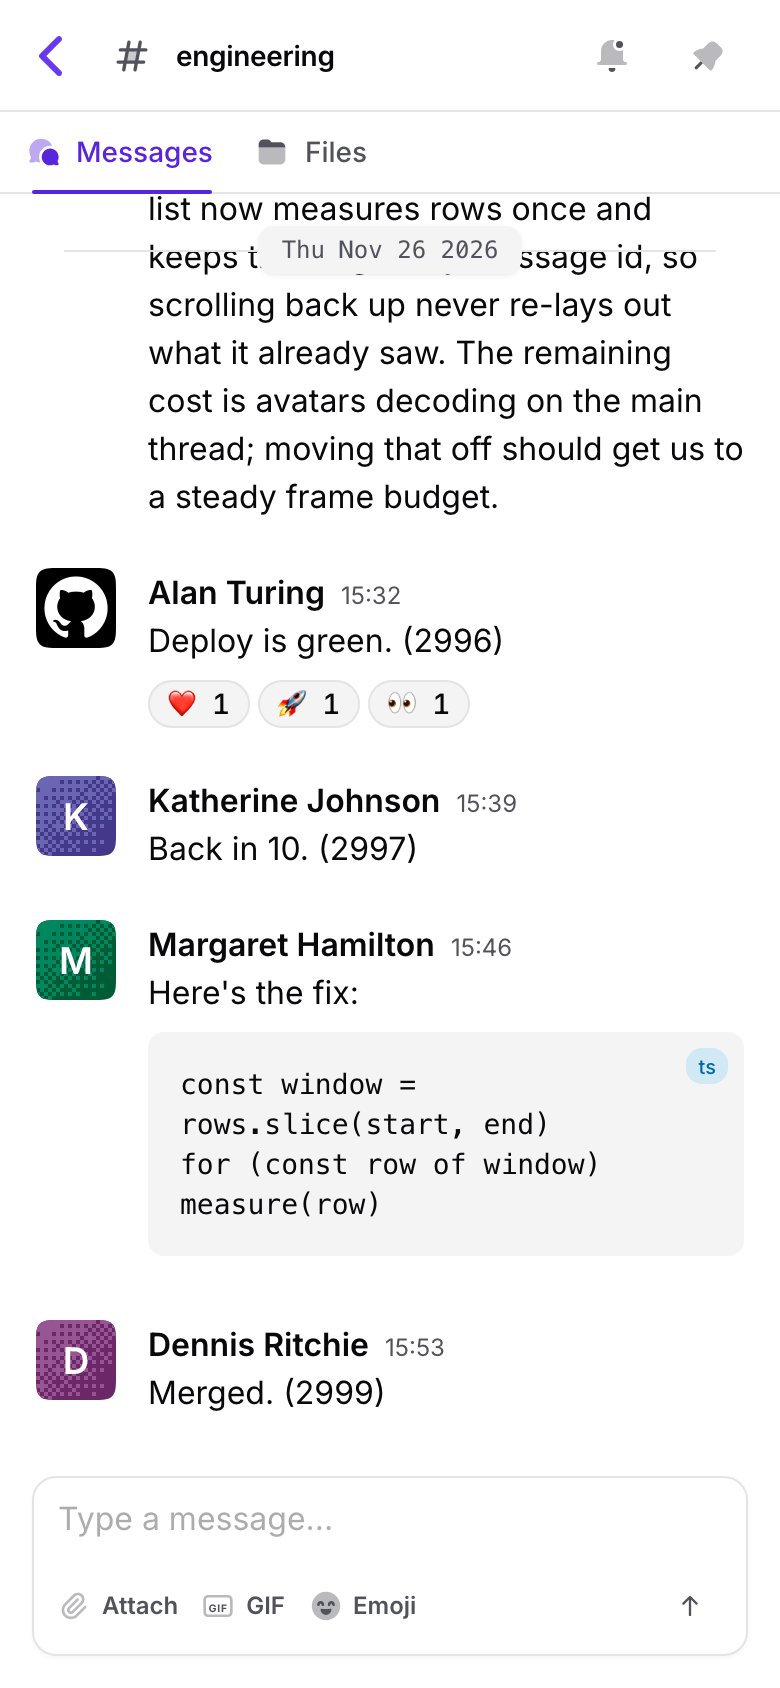 engineering
Messages
Files
list now measures rows once and
Thu Nov 26 2026
keeps ssage id, so
scrolling back up never re-lays out
what it already saw. The remaining
cost is avatars decoding on the main
thread; moving that off should get us to
a steady frame budget.
Alan Turing 15:32
Deploy is green. (2996)
❤️ 1 🚀 1 👀 1
K
Katherine Johnson 15:39
Back in 10. (2997)
M
Margaret Hamilton 15:46
Here's the fix:
ts
const window =
rows.slice(start, end)
for (const row of window)
measure(row)
D
Dennis Ritchie 15:53
Merged. (2999)
Type a message...
Attach GIF GIF Emoji